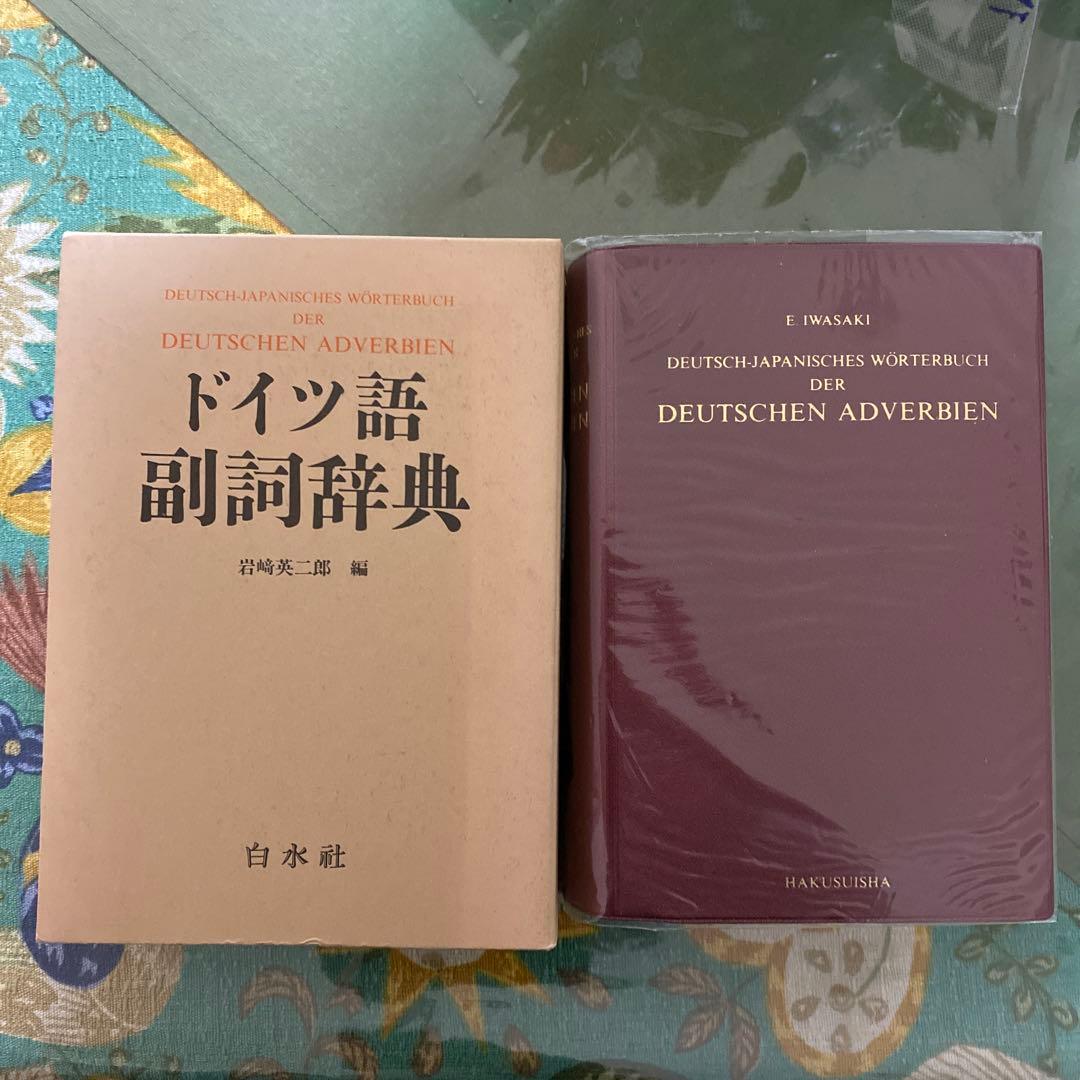 DEUTSCH-JAPANISCHES WÖRTERBUCH
DER
DEUTSCHEN ADVERBIEN
ドイツ語
副詞辞典
岩﨑英二郎 編
白水社
E. IWASAKI
DEUTSCH-JAPANISCHES WÖRTERBUCH
DER
DEUTSCHEN ADVERBIEN
HAKUSUISHA